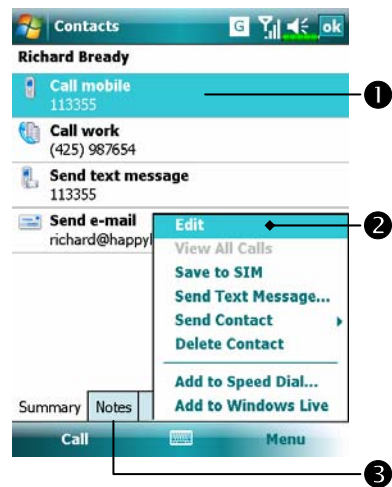 Contacts G ok
Richard Bready
Call mobile
113355
Call work
(425) 987654
Send text message
113355
Send e-mail
richard@happyl
Edit
View All Calls
Save to SIM
Send Text Message...
Send Contact
Delete Contact
Add to Speed Dial...
Add to Windows Live
Summary Notes
Call Menu
1
2
3